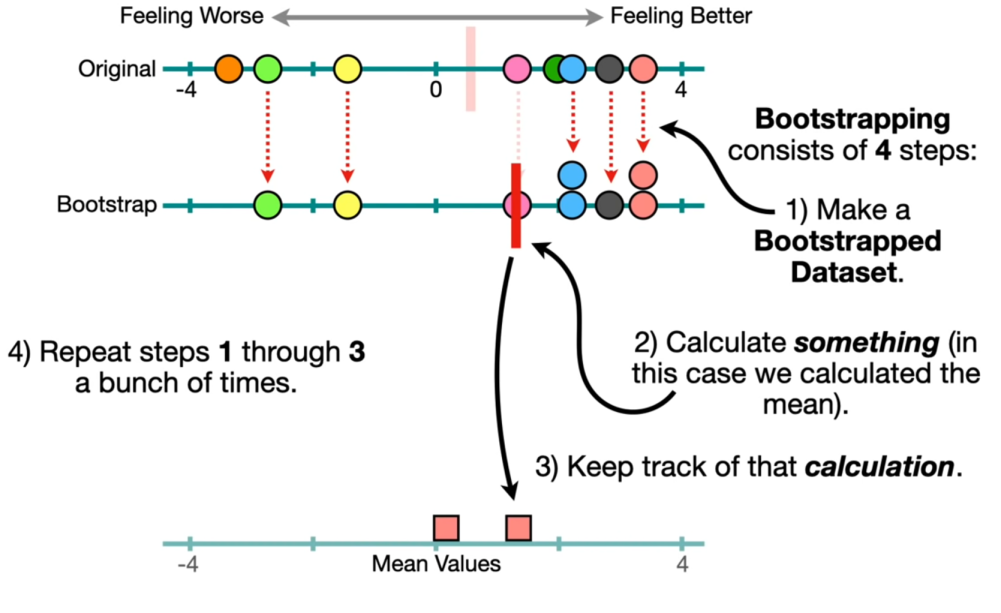 Feeling Worse
Feeling Better
Original
-4
0
4
Bootstrapping
consists of 4 steps:
Bootstrap
1) Make a
Bootstrapped
Dataset.
4) Repeat steps 1 through 3
a bunch of times.
2) Calculate something (in
this case we calculated the
mean).
3) Keep track of that calculation.
-4
Mean Values
4